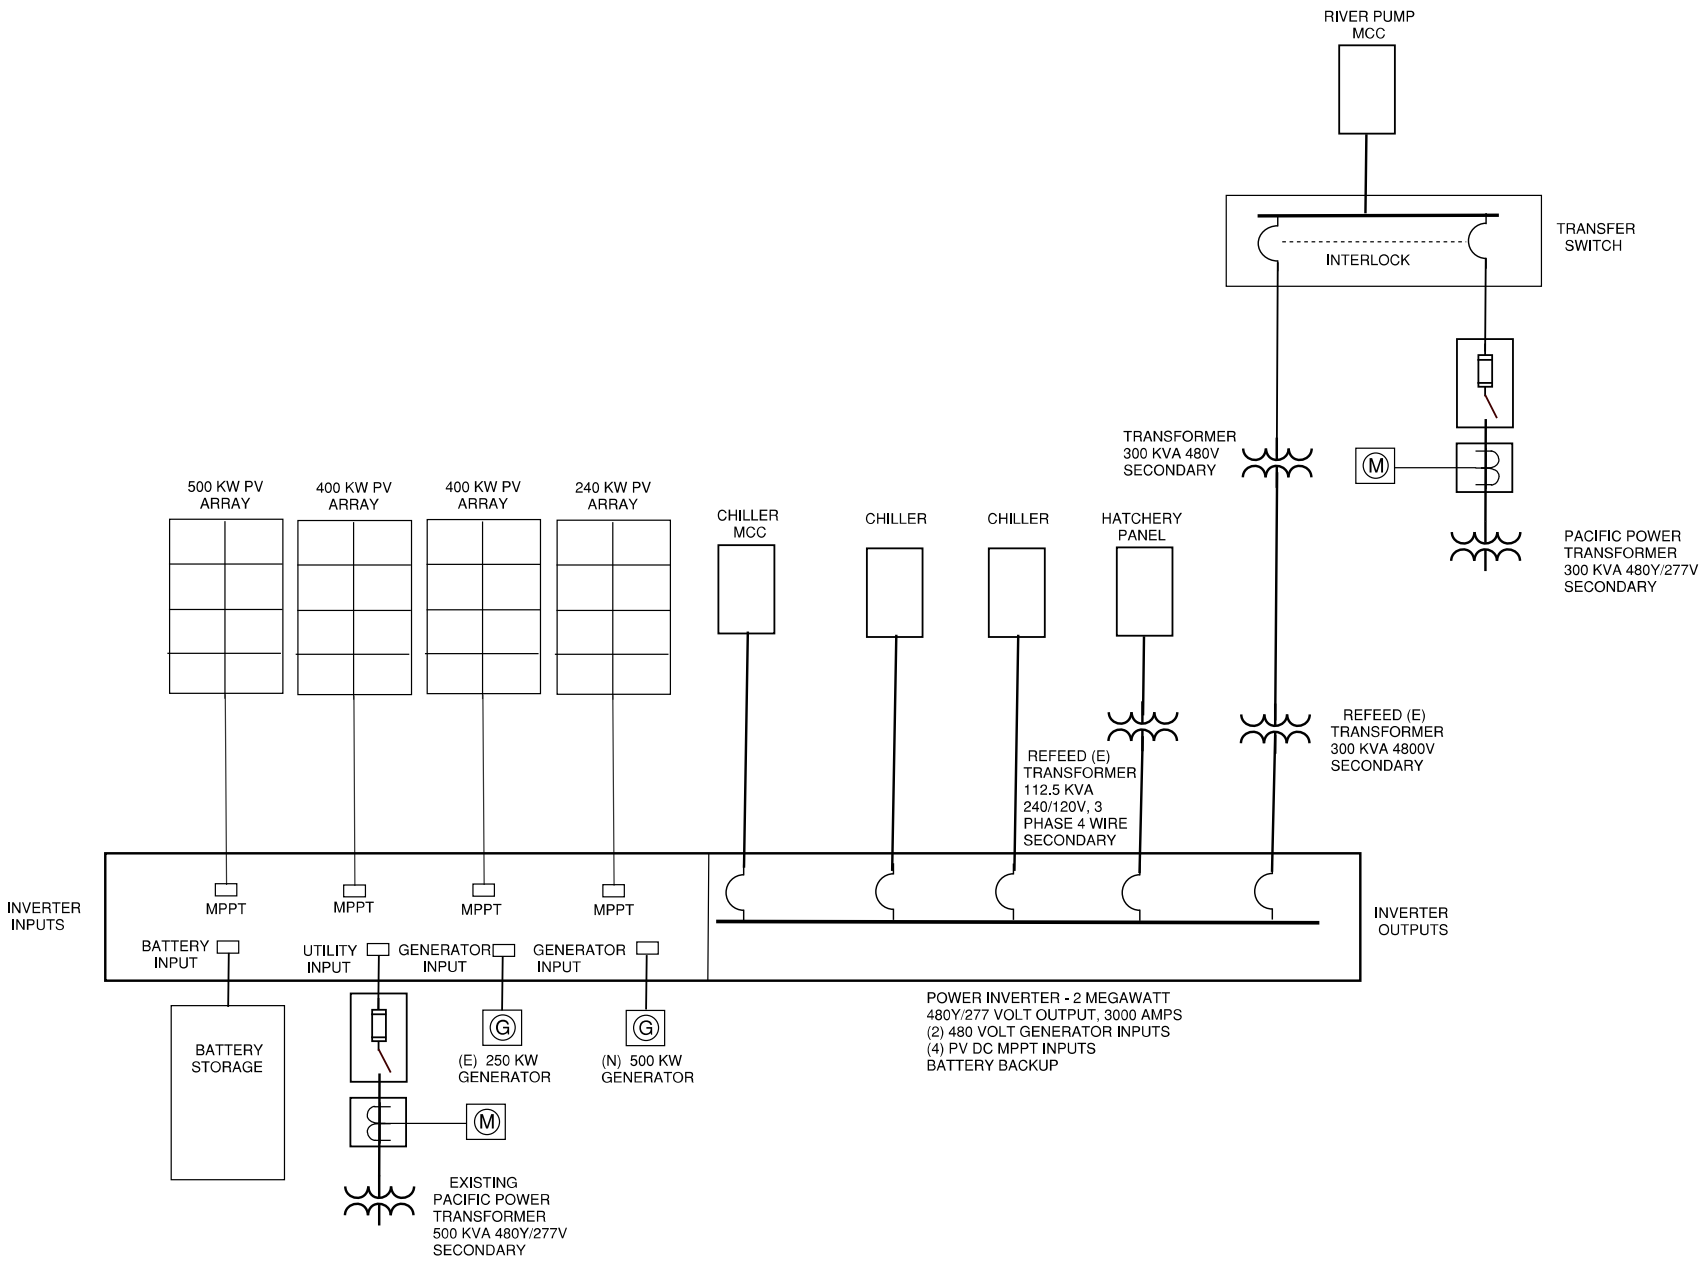 RIVER PUMP
MCC
TRANSFER
SWITCH
INTERLOCK
TRANSFORMER
300 KVA 480V
SECONDARY
M
PACIFIC POWER
TRANSFORMER
300 KVA 480Y/277V
SECONDARY
500 KW PV
ARRAY
400 KW PV
ARRAY
400 KW PV
ARRAY
240 KW PV
ARRAY
CHILLER
MCC
CHILLER
CHILLER
HATCHERY
PANEL
REFEED (E)
TRANSFORMER
112.5 KVA
240/120V, 3
PHASE 4 WIRE
SECONDARY
REFEED (E)
TRANSFORMER
300 KVA 4800V
SECONDARY
INVERTER
INPUTS
MPPT
MPPT
MPPT
MPPT
BATTERY
INPUT
UTILITY
INPUT
GENERATOR
INPUT
GENERATOR
INPUT
INVERTER
OUTPUTS
POWER INVERTER - 2 MEGAWATT
480Y/277 VOLT OUTPUT, 3000 AMPS
(2) 480 VOLT GENERATOR INPUTS
(4) PV DC MPPT INPUTS
BATTERY BACKUP
BATTERY
STORAGE
G
(E) 250 KW
GENERATOR
G
(N) 500 KW
GENERATOR
M
EXISTING
PACIFIC POWER
TRANSFORMER
500 KVA 480Y/277V
SECONDARY